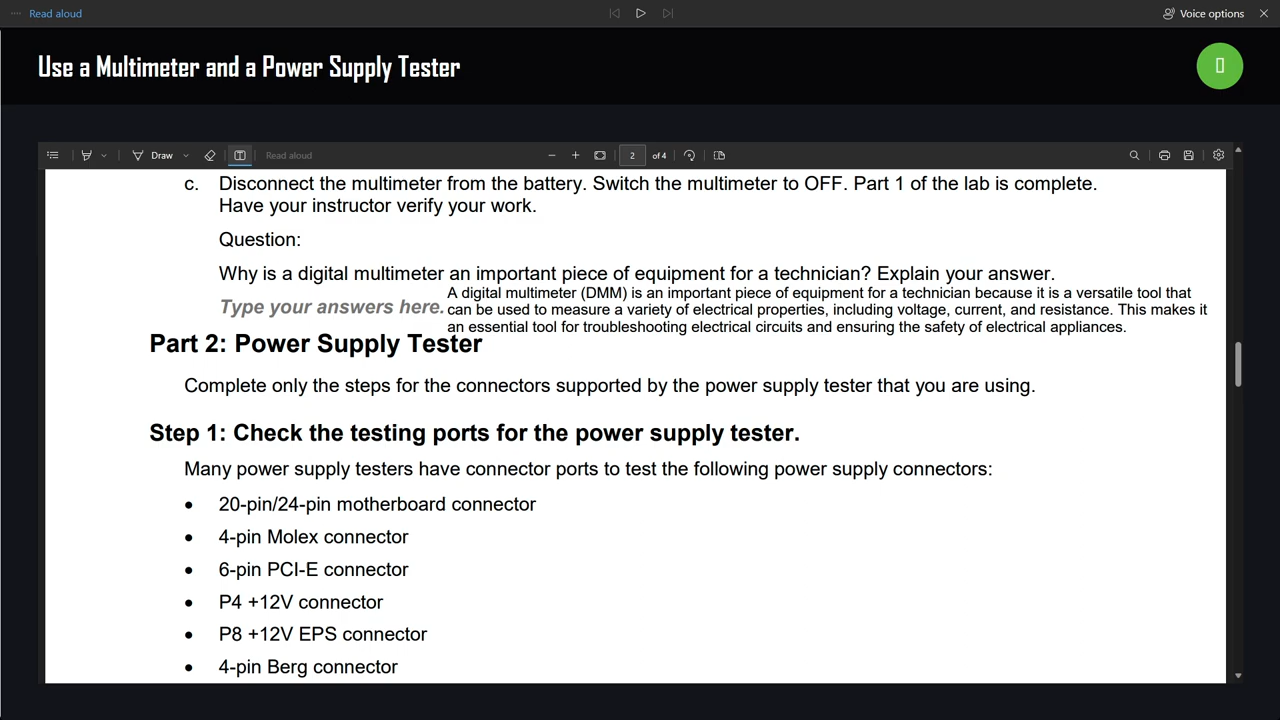 Read aloud
Voice options
Use a Multimeter and a Power Supply Tester
Draw
Read aloud
2 of 4
c. Disconnect the multimeter from the battery. Switch the multimeter to OFF. Part 1 of the lab is complete.
Have your instructor verify your work.
Question:
Why is a digital multimeter an important piece of equipment for a technician? Explain your answer.
Type your answers here.
A digital multimeter (DMM) is an important piece of equipment for a technician because it is a versatile tool that
can be used to measure a variety of electrical properties, including voltage, current, and resistance. This makes it
an essential tool for troubleshooting electrical circuits and ensuring the safety of electrical appliances.
Part 2: Power Supply Tester
Complete only the steps for the connectors supported by the power supply tester that you are using.
Step 1: Check the testing ports for the power supply tester.
Many power supply testers have connector ports to test the following power supply connectors:
• 20-pin/24-pin motherboard connector
• 4-pin Molex connector
• 6-pin PCI-E connector
• P4 +12V connector
• P8 +12V EPS connector
• 4-pin Berg connector